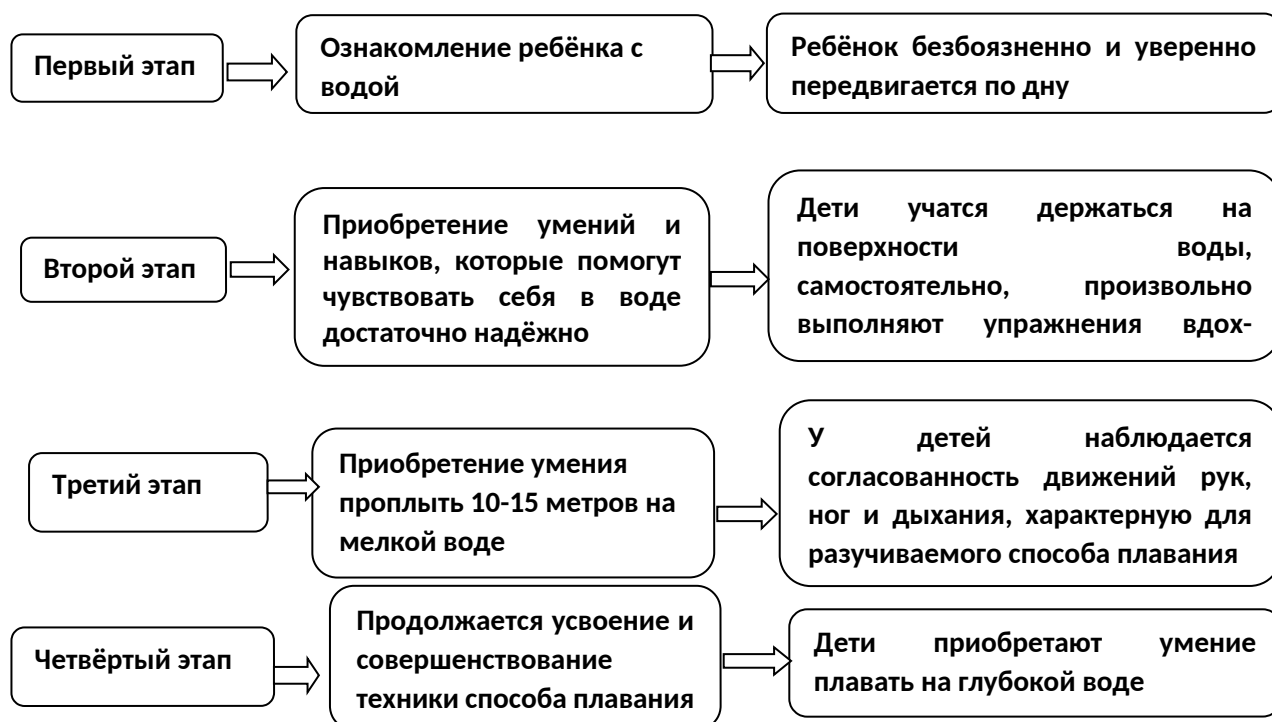 Первый этап
Ознакомление ребёнка с
водой
Ребёнок безбоязненно и уверенно
передвигается по дну
Второй этап
Приобретение умений и
навыков, которые помогут
чувствовать себя в воде
достаточно надёжно
Дети учатся держаться на
поверхности воды,
самостоятельно, произвольно
выполняют упражнения вдох-
Третий этап
Приобретение умения
проплыть 10-15 метров на
мелкой воде
У детей наблюдается
согласованность движений рук,
ног и дыхания, характерную для
разучиваемого способа плавания
Четвёртый этап
Продолжается усвоение и
совершенствование
техники способа плавания
Дети приобретают умение
плавать на глубокой воде